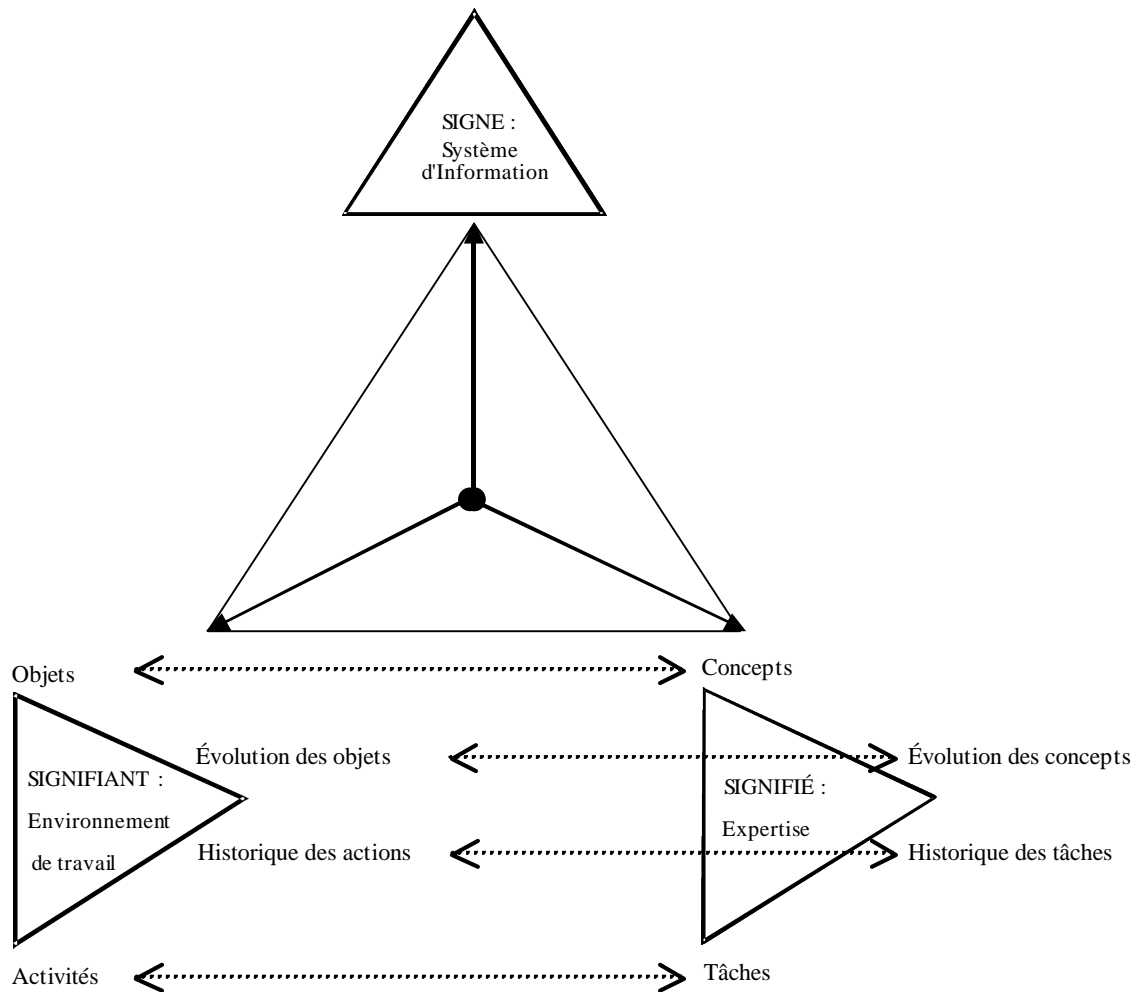 SIGNE :
Système
d'Information
Objets
Concepts
Évolution des objets
Évolution des concepts
SIGNIFIANT :
SIGNIFIÉ :
Environnement
Expertise
de travail
Historique des actions
Historique des tâches
Activités
Tâches